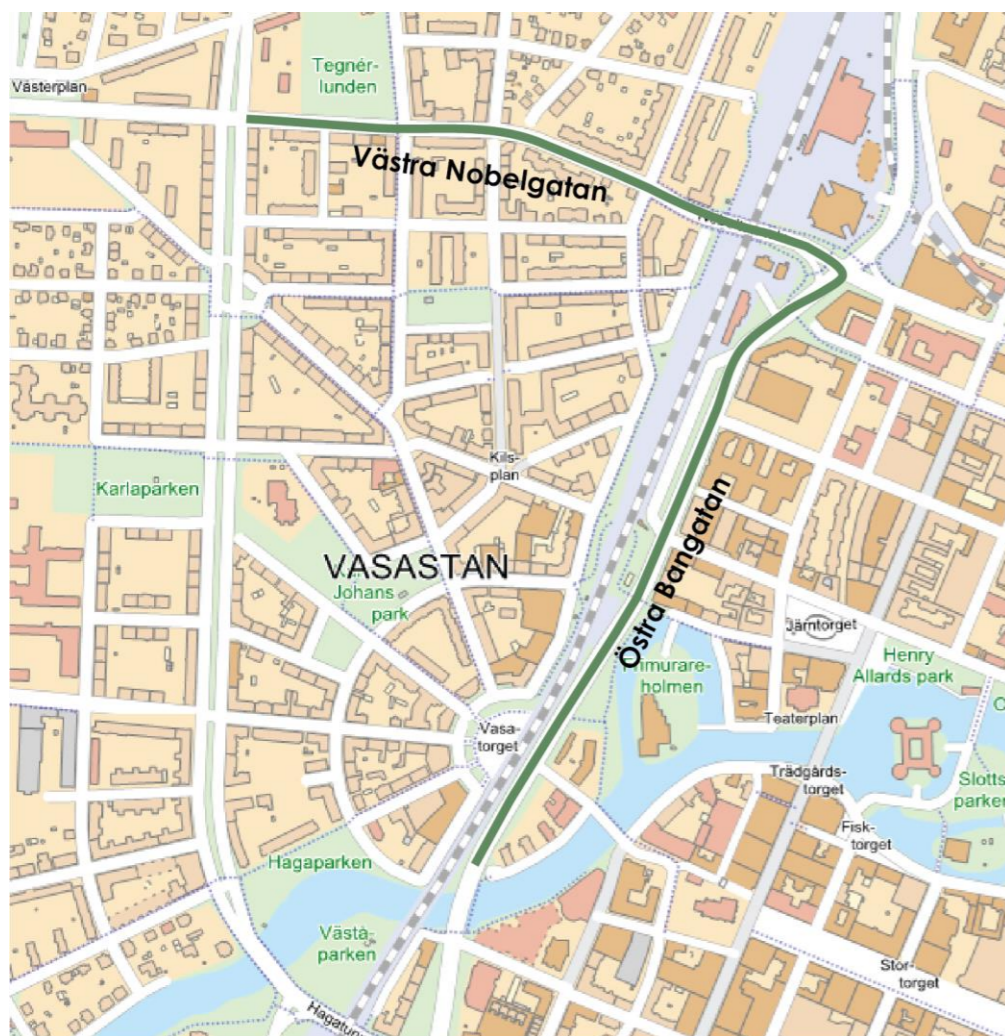 Tegnér-
lunden
Västerplan
Västra Nobelgatan
Kils-
plan
Karlaparken
VASASTAN
Johans
park
Östra Bangatan
Järntorget
Henry
Allards park
holmen
Teaterplan
Vasa-
torget
Trädgårds-
torget
Slotts
parken
Fisk-
torget
Hagaparken
Västå-
parken
Stor-
torget